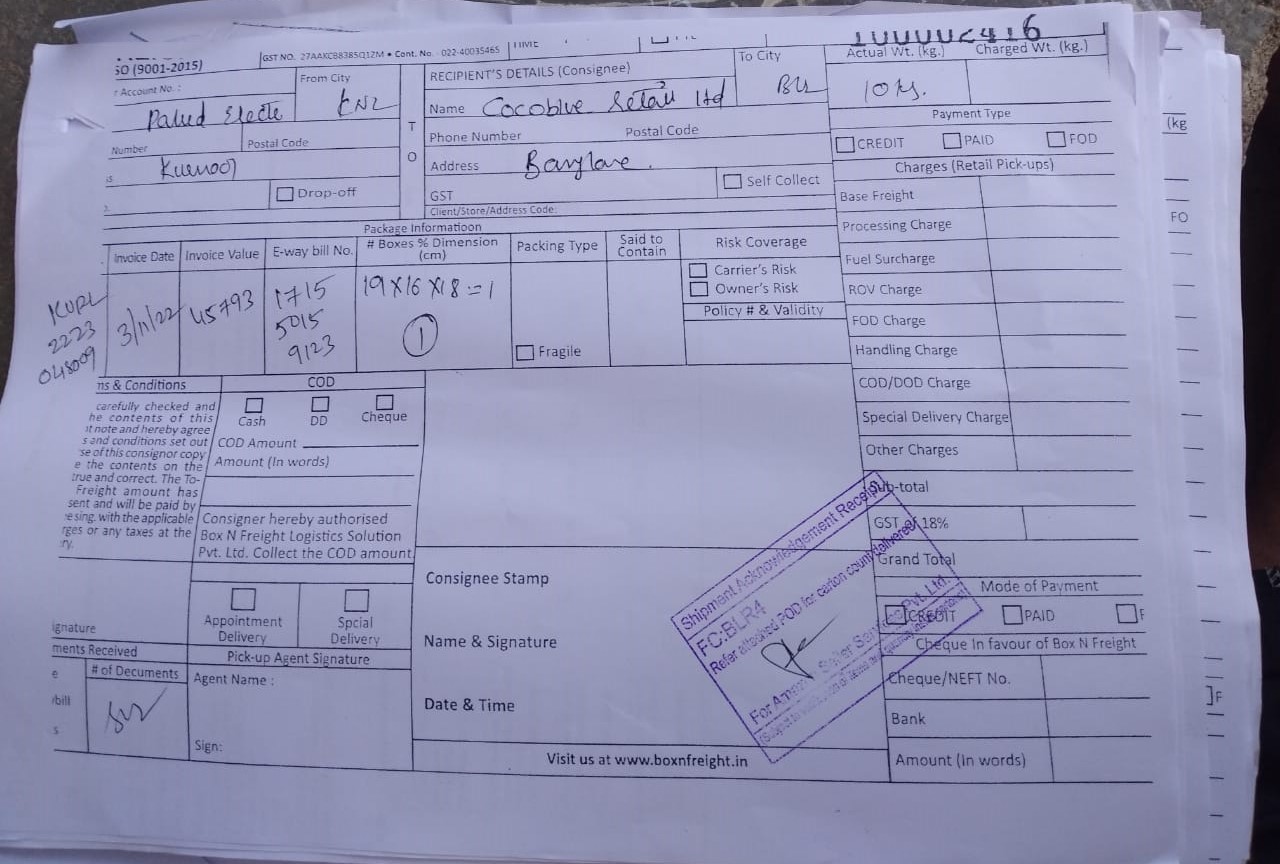 SO (9001-2015)
GST NO. 27AAKCB8385Q1ZM • Cont. No. 022-40035465
Account No. :
From City
KNL
Number
Postal Code
Kurnool
Drop-off
T
O
RECIPIENT'S DETAILS (Consignee)
To City
Name Cocoblue Retail ltd
Phone Number
Postal Code
Address
GST
Self Collect
Client/Store/Address Code:
Actual Wt. (kg.)
Charged Wt. (kg.)
Payment Type
CREDIT
PAID
FOD
Charges (Retail Pick-ups)
Base Freight
Processing Charge
Fuel Surcharge
ROV Charge
FOD Charge
Handling Charge
COD/DOD Charge
Special Delivery Charge
Other Charges
Sub-total
GST @ 18%
Grand Total
Mode of Payment
CREDIT
PAID
F
Cheque In favour of Box N Freight
Cheque/NEFT No.
Bank
Amount (In words)
Package Informatioon
Invoice Date
Invoice Value
E-way bill No.
# Boxes % Dimension
(cm)
Packing Type
Said to
Contain
Risk Coverage
Carrier's Risk
Owner's Risk
Policy # & Validity
KURL
2223
048009
3/11/22
45793
1715
5015
9123
19X16X18=1
1
Fragile
ns & Conditions
carefully checked and
he contents of this
it note and hereby agree
s and conditions set out
se of this consignor copy
e the contents on the
true and correct. The To-
Freight amount has
sent and will be paid by
esing. with the applicable
rges or any taxes at the
ry.
COD
Cash
DD
Cheque
COD Amount
Amount (In words)
Consigner hereby authorised
Box N Freight Logistics Solution
Pvt. Ltd. Collect the COD amount
Appointment
Delivery
Spcial
Delivery
ignature
ments Received
# of Documents
e
/bill
s
Pick-up Agent Signature
Agent Name :
Sign:
Consignee Stamp
Name & Signature
Date & Time
Visit us at www.boxnfreight.in
Shipment Acknowledgement Receipt
FC:BLR4
Refer attached POD for carton count delivered
For Amazon Seller Services Pvt. Ltd.
(kg
FO
F